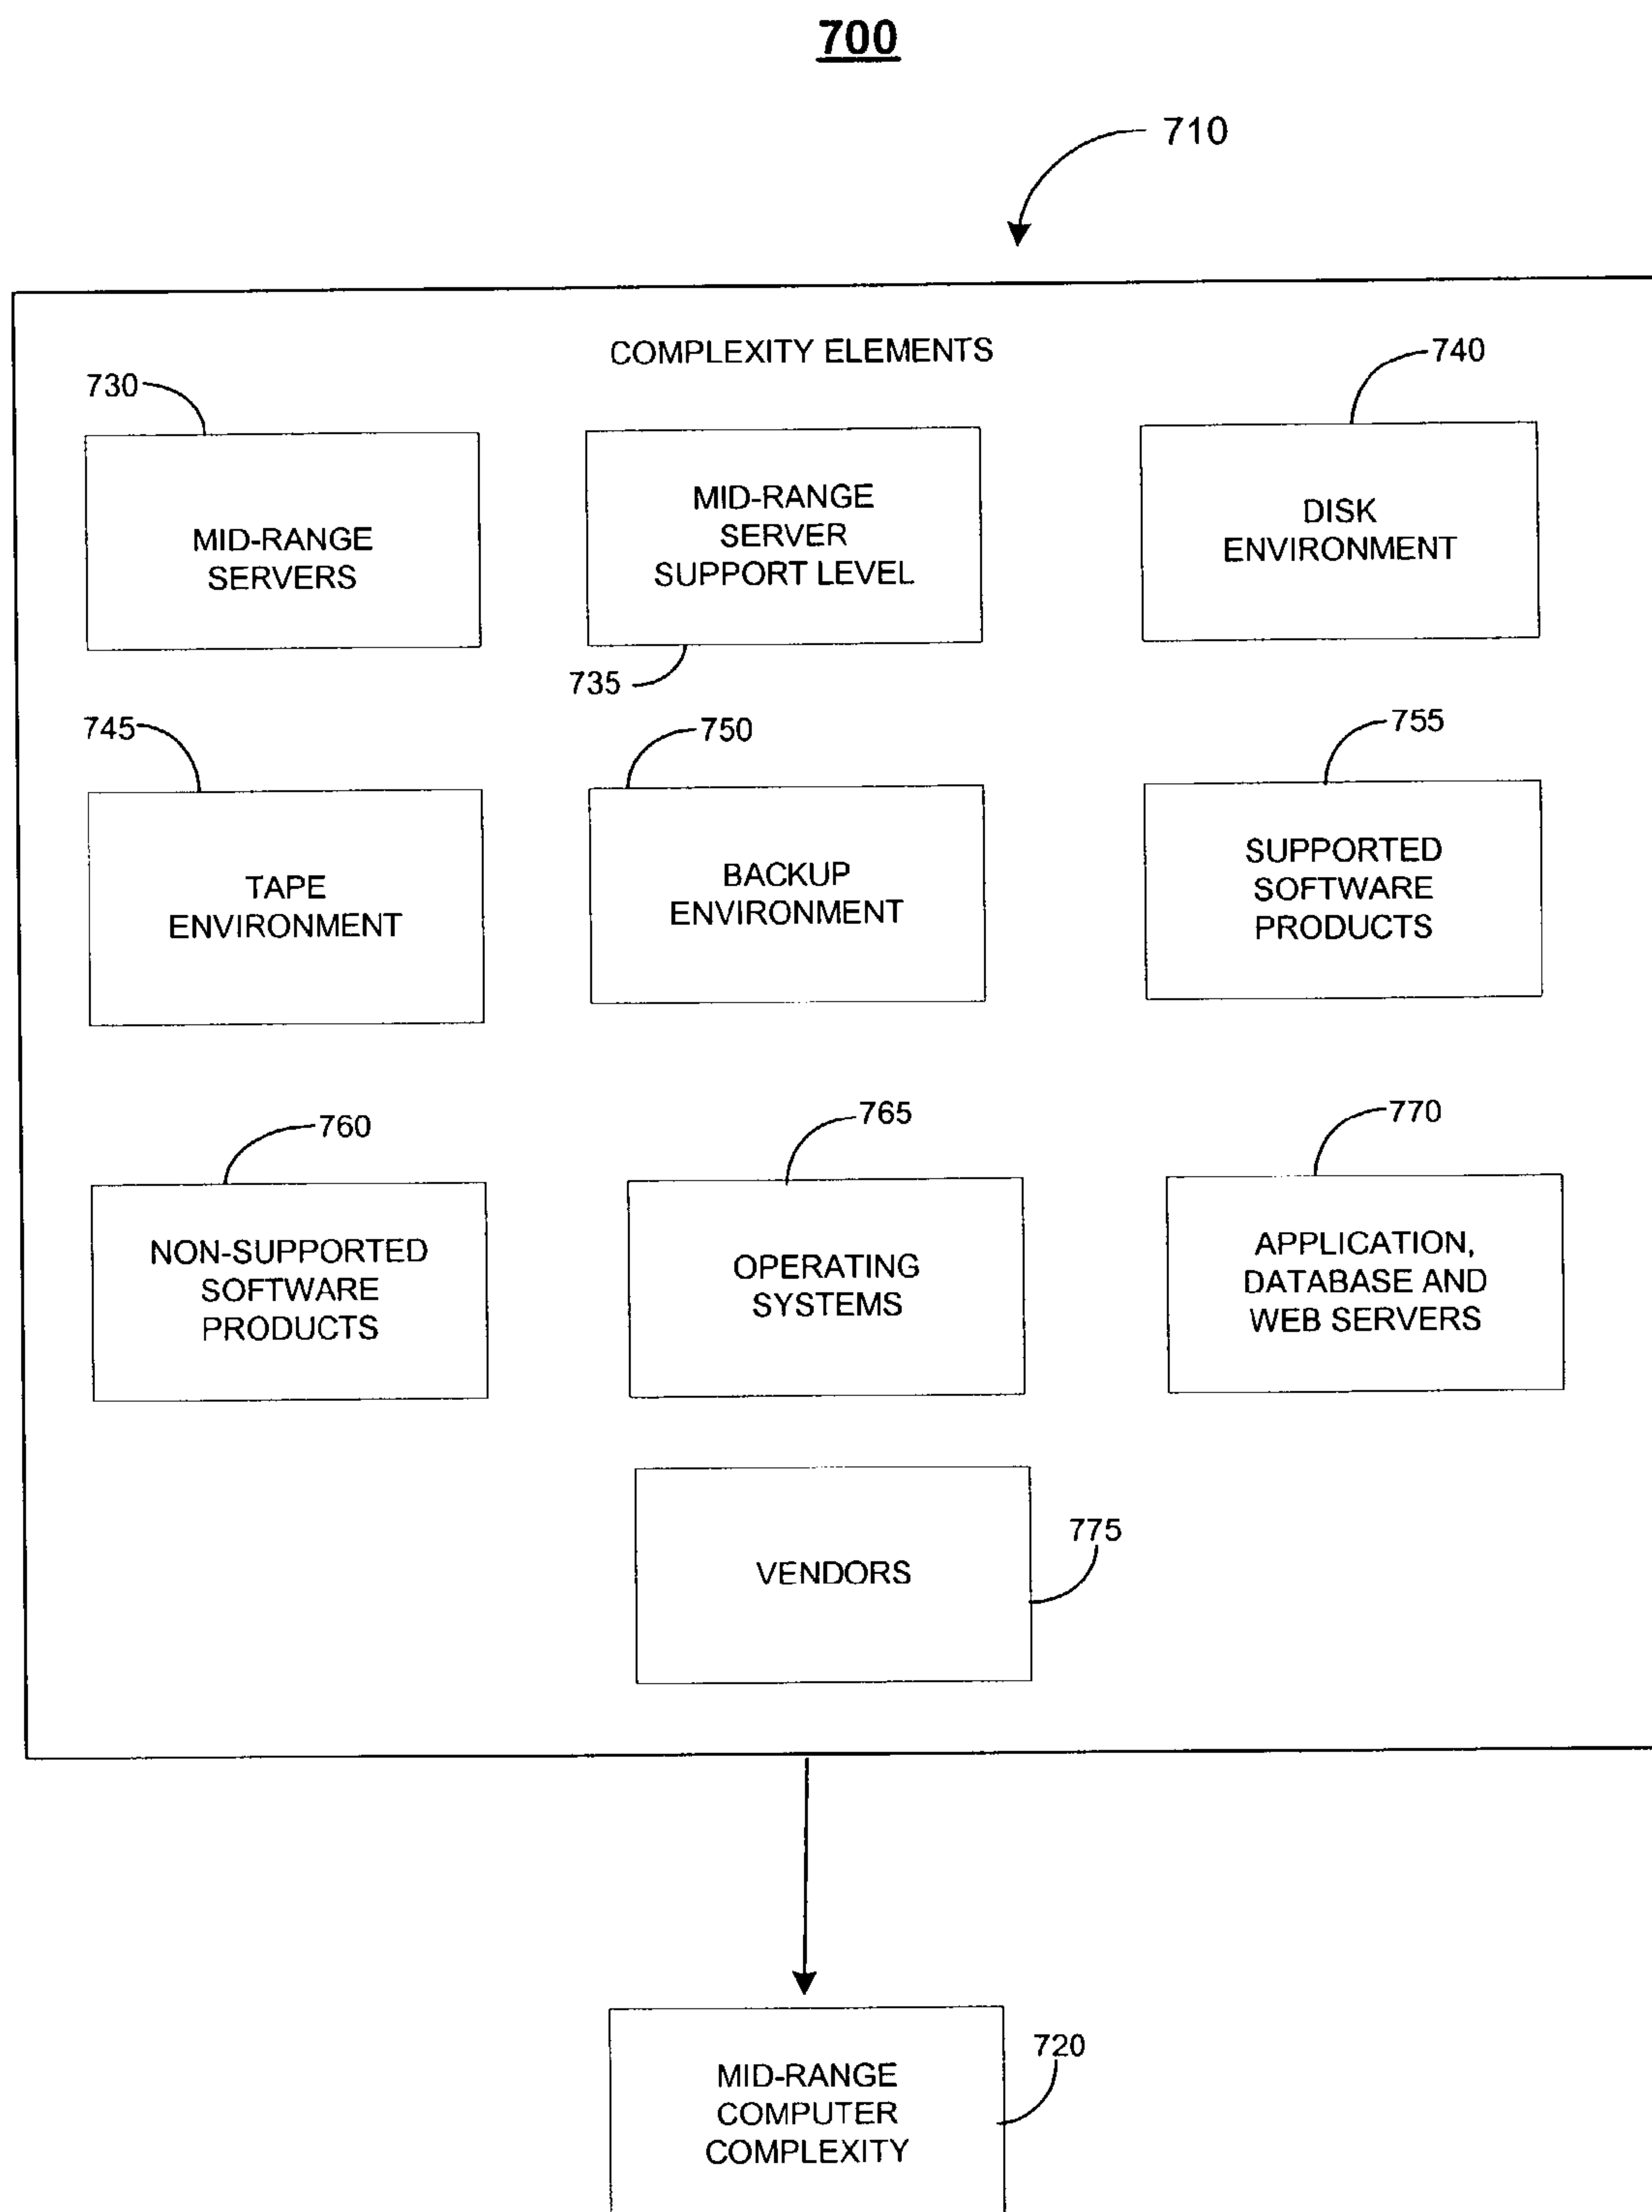 700
710
COMPLEXITY ELEMENTS
730
740
MID-RANGE
SERVERS
MID-RANGE
SERVER
SUPPORT LEVEL
735
DISK
ENVIRONMENT
745
750
755
TAPE
ENVIRONMENT
BACKUP
ENVIRONMENT
SUPPORTED
SOFTWARE
PRODUCTS
760
765
770
NON-SUPPORTED
SOFTWARE
PRODUCTS
OPERATING
SYSTEMS
APPLICATION,
DATABASE AND
WEB SERVERS
VENDORS
775
720
MID-RANGE
COMPUTER
COMPLEXITY